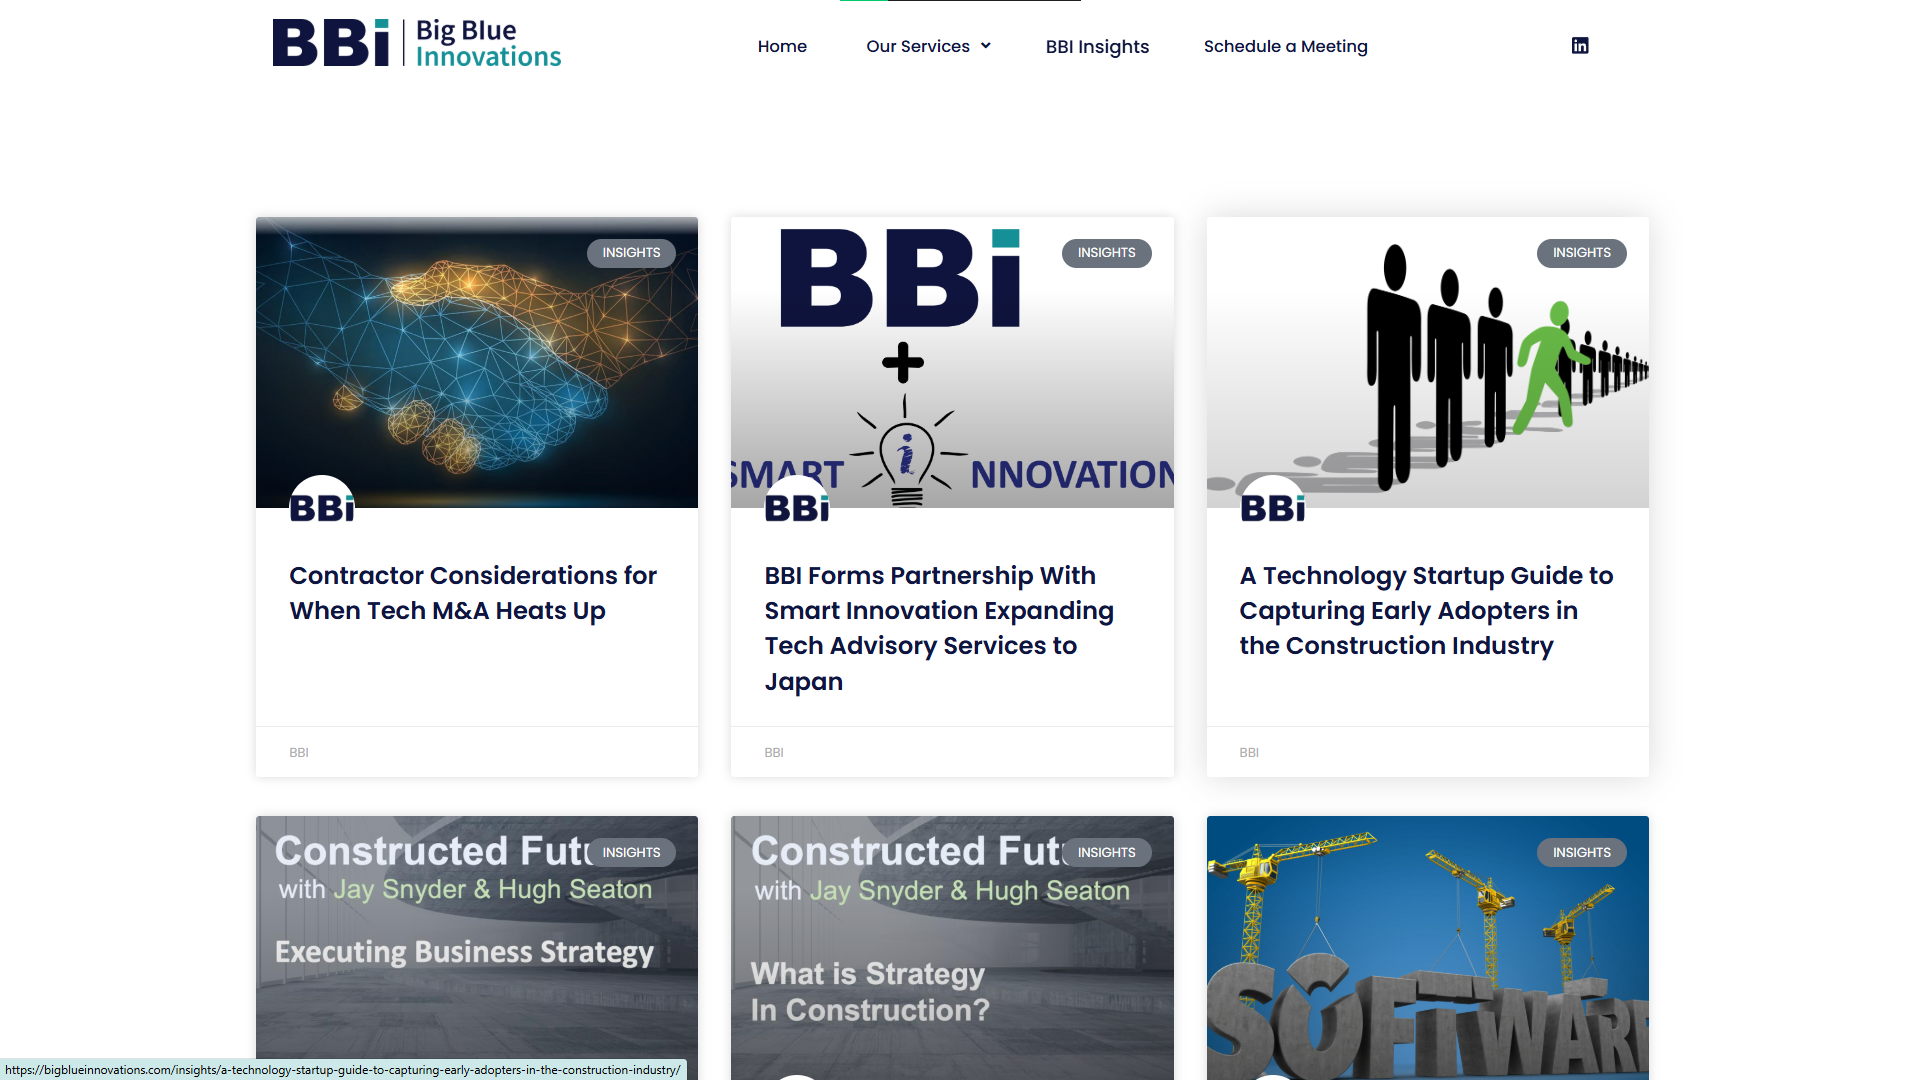 BBi Big Blue
Innovations
Home
Our Services
BBI Insights
Schedule a Meeting
in
INSIGHTS
BBi
Contractor Considerations for
When Tech M&A Heats Up
BBI
INSIGHTS
BBi
+
SMART i NNOVATION
BBi
BBI Forms Partnership With
Smart Innovation Expanding
Tech Advisory Services to
Japan
BBI
INSIGHTS
BBi
A Technology Startup Guide to
Capturing Early Adopters in
the Construction Industry
BBI
Constructed Futu
INSIGHTS
with Jay Snyder & Hugh Seaton
Executing Business Strategy
Constructed Fut
INSIGHTS
with Jay Snyder & Hugh Seaton
What is Strategy
In Construction?
INSIGHTS
SOFTWAR
https://bigblueinnovations.com/insights/a-technology-startup-guide-to-capturing-early-adopters-in-the-construction-industry/